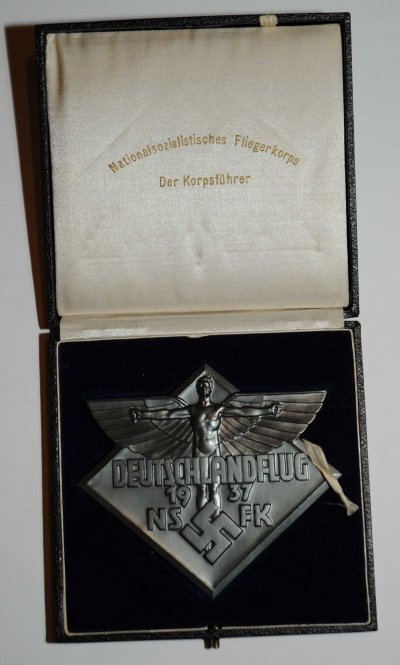 Nationalsozialistisches Fliegerkorps
Der Korpsführer
DEUTSCHLANDFLUG
19 37
NS FK